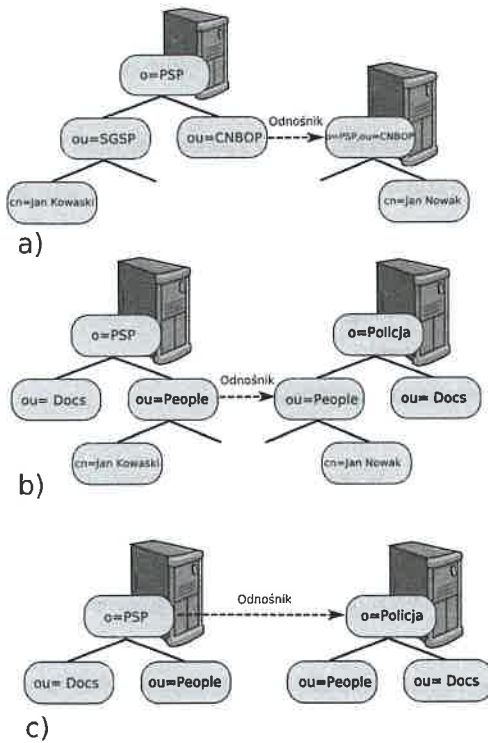 o=PSP
Odnośnik
ou=SGSP
ou=CNBOP
o=PSP,ou=CNBOP
cn=Jan Kowaski
cn=Jan Nowak
a)
o=PSP
o=Policja
Odnośnik
ou= Docs
ou=People
ou=People
ou= Docs
cn=Jan Kowaski
cn=Jan Nowak
b)
Odnośnik
o=PSP
o=Policja
ou= Docs
ou=People
ou=People
ou= Docs
c)